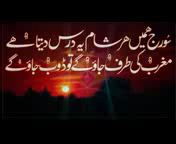 سورج ہمیں ہر شام یہ درس دیتا ہے
مغرب کی طرف جاؤ گے تو ڈوب جاؤ گے